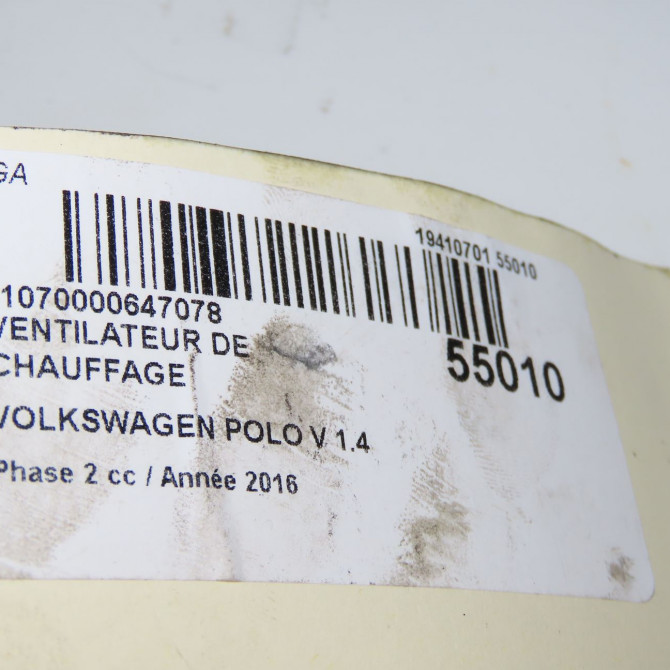 GA
19410701 55010
1070000647078
VENTILATEUR DE
CHAUFFAGE
55010
VOLKSWAGEN POLO V 1.4
Phase 2 cc / Année 2016